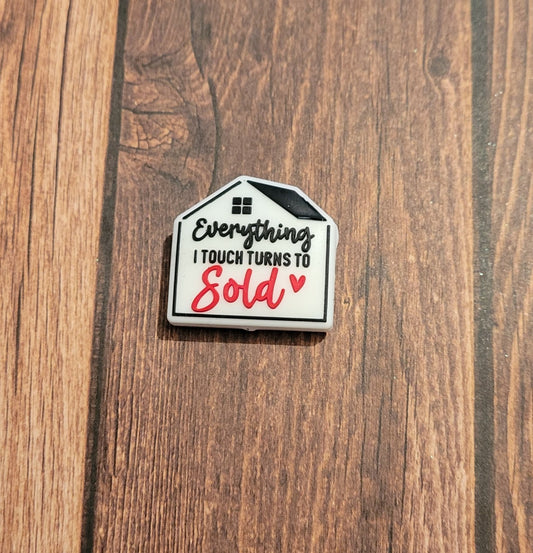 Everything
I TOUCH TURNS TO
Sold